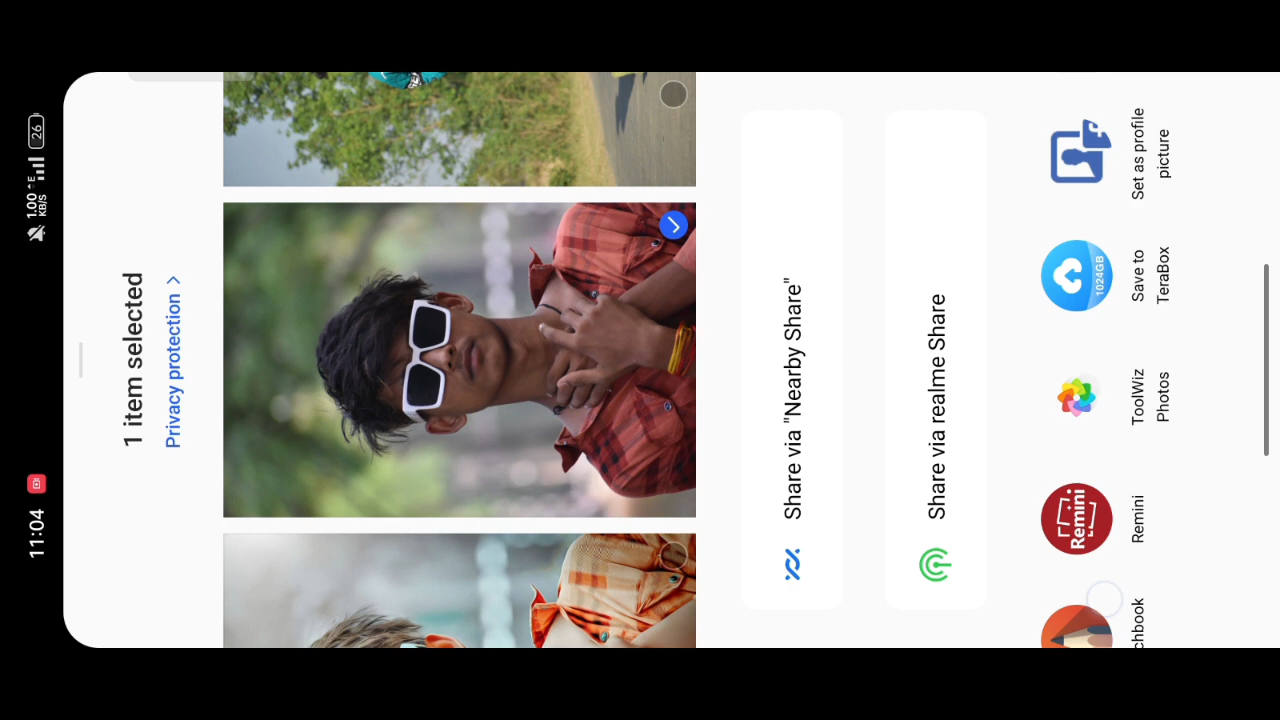 11:04
1.00 KB/S
E
26
1 item selected
Privacy protection >
Share via "Nearby Share"
Share via realme Share
chbook
Remini
Remini
ToolWiz
Photos
1024GB
Save to
TeraBox
Set as profile
picture